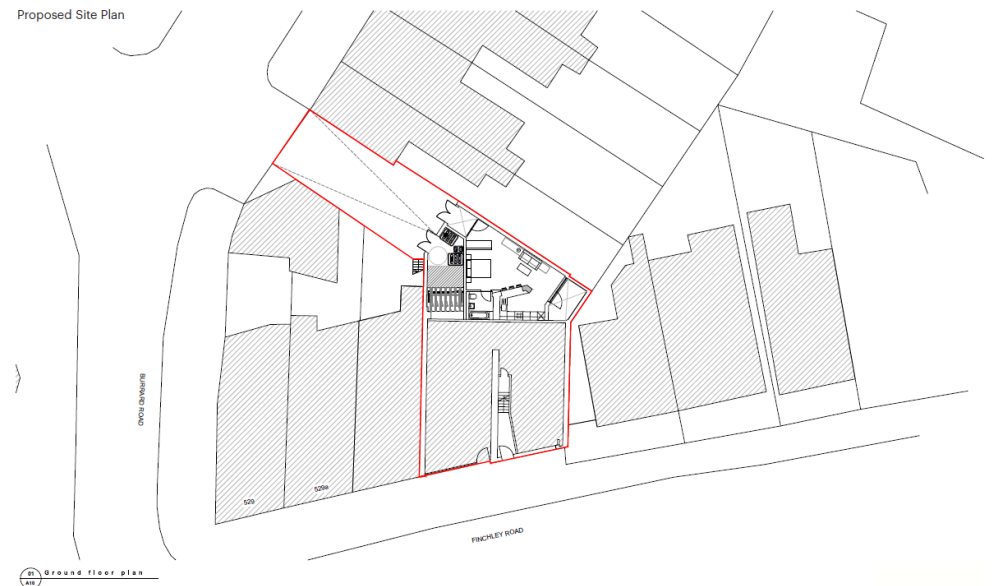 Proposed Site Plan
BURRARD ROAD
529
529a
FINCHLEY ROAD
01
A10
Ground floor plan